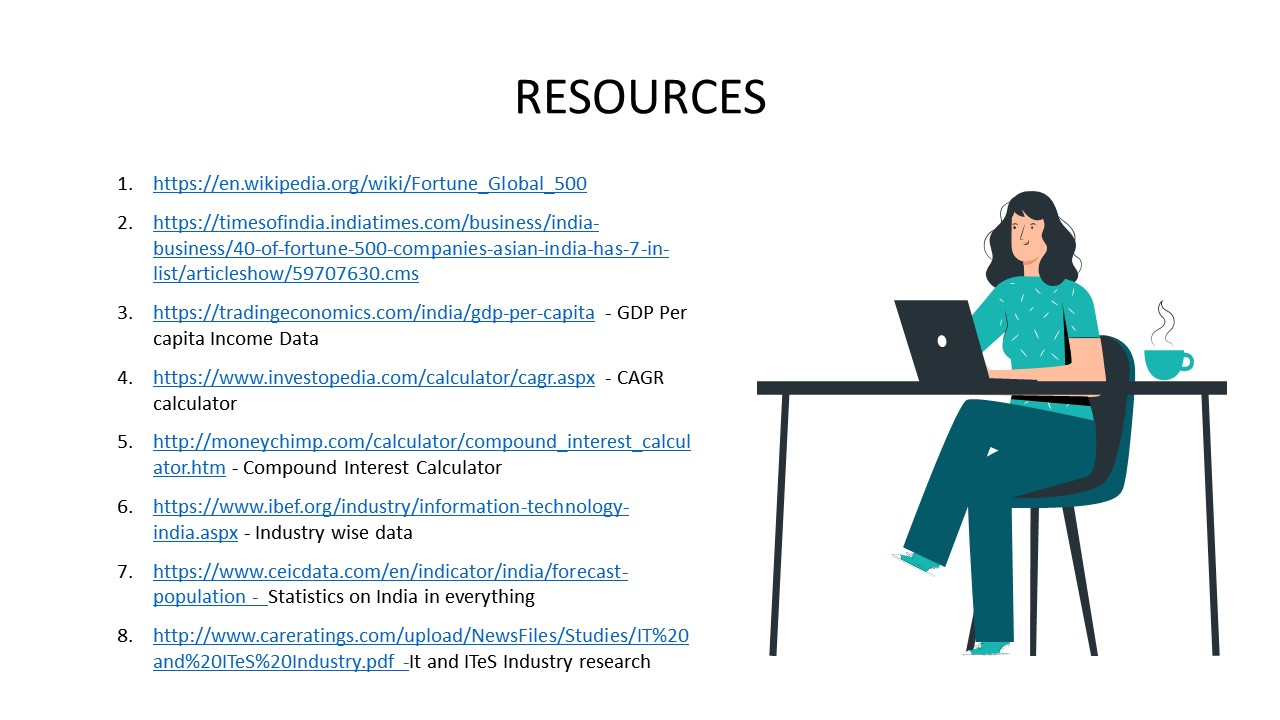 RESOURCES
1. https://en.wikipedia.org/wiki/Fortune_Global_500
2. https://timesofindia.indiatimes.com/business/india-
business/40-of-fortune-500-companies-asian-india-has-7-in-
list/articleshow/59707630.cms
3. https://tradingeconomics.com/india/gdp-per-capita - GDP Per
capita Income Data
4. https://www.investopedia.com/calculator/cagr.aspx - CAGR
calculator
5. http://moneychimp.com/calculator/compound_interest_calcul
ator.htm - Compound Interest Calculator
6. https://www.ibef.org/industry/information-technology-
india.aspx - Industry wise data
7. https://www.ceicdata.com/en/indicator/india/forecast-
population - Statistics on India in everything
8. http://www.careratings.com/upload/NewsFiles/Studies/IT%20
and%20ITeS%20Industry.pdf -It and ITeS Industry research